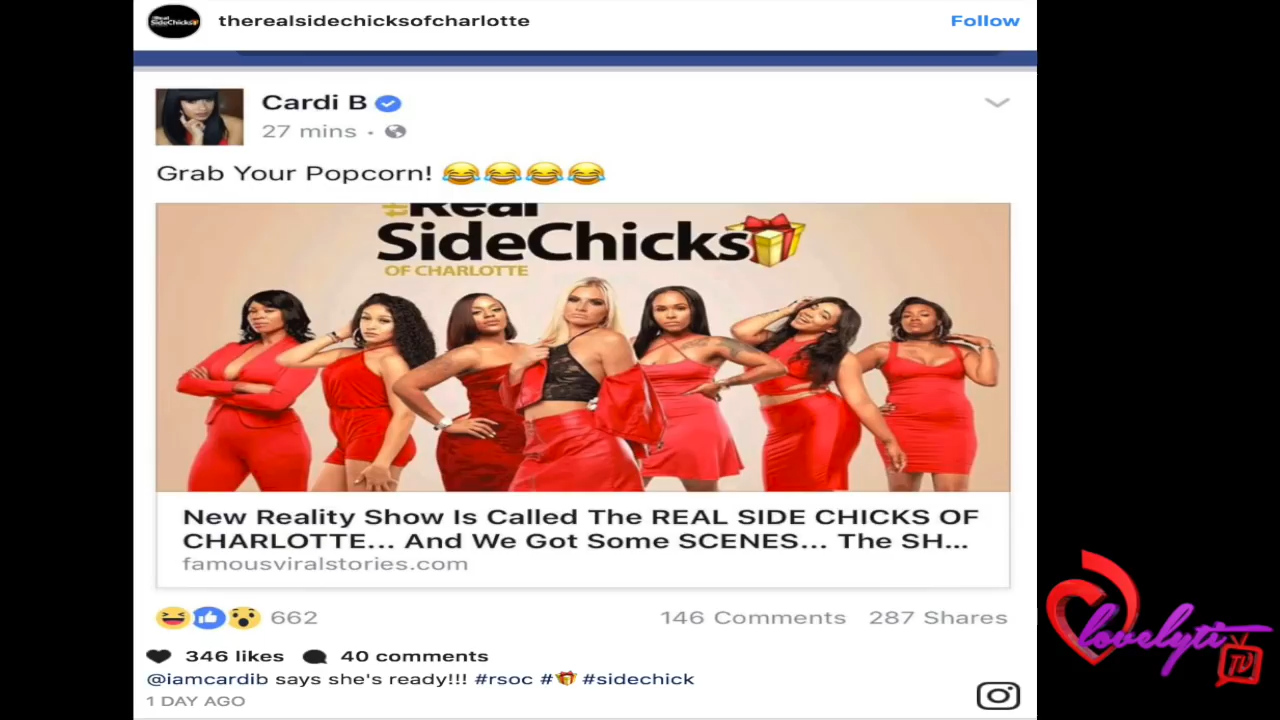 therealsidechicksofcharlotte
Follow
Cardi B
27 mins
Grab Your Popcorn! 😂😂😂😂
Real
SideChicks
OF CHARLOTTE
New Reality Show Is Called The REAL SIDE CHICKS OF
CHARLOTTE... And We Got Some SCENES... The SH...
famousviralstories.com
662
146 Comments 287 Shares
346 likes 40 comments
@iamcardib says she's ready!!! #rsoc #🎁 #sidechick
1 DAY AGO
lovelyti
TV